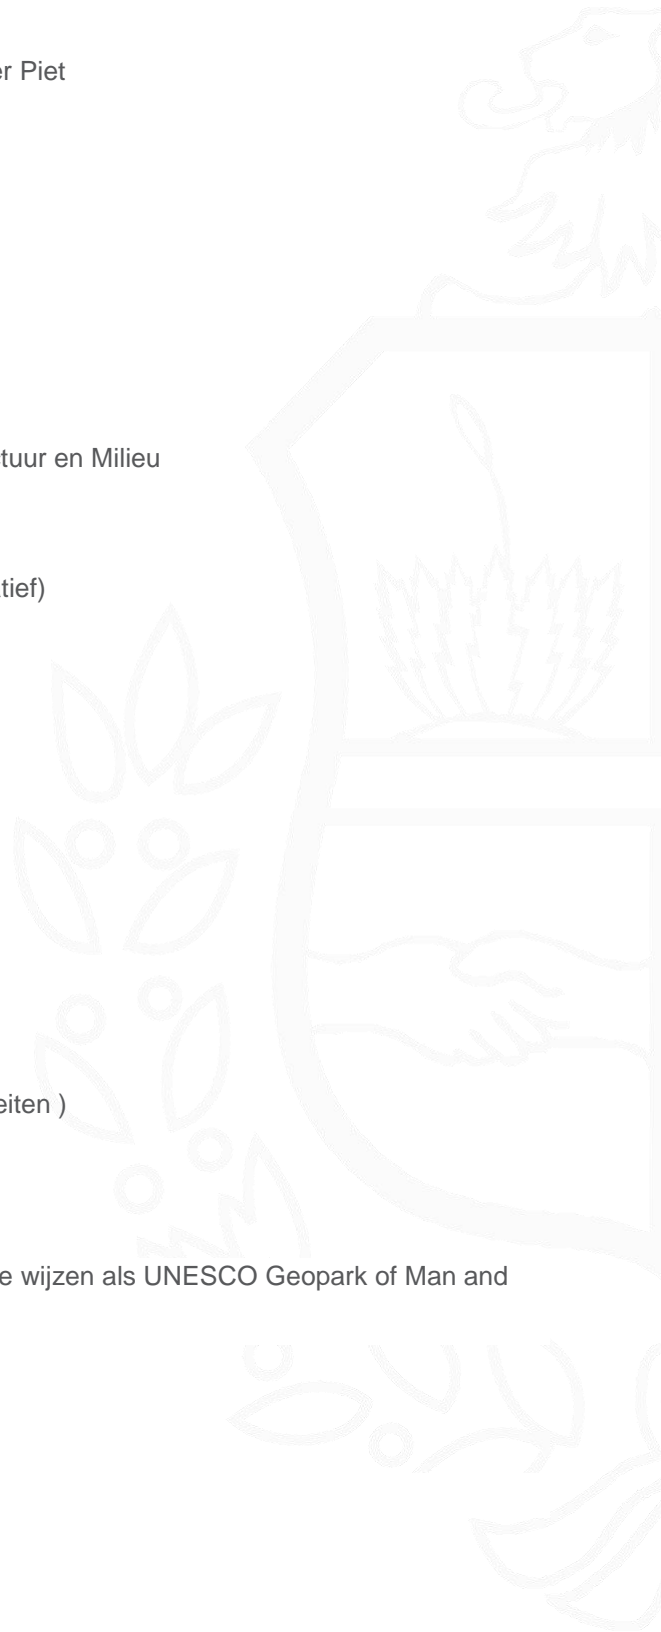 er Piet
tuur en Milieu
tief)
eiten )
e wijzen als UNESCO Geopark of Man and